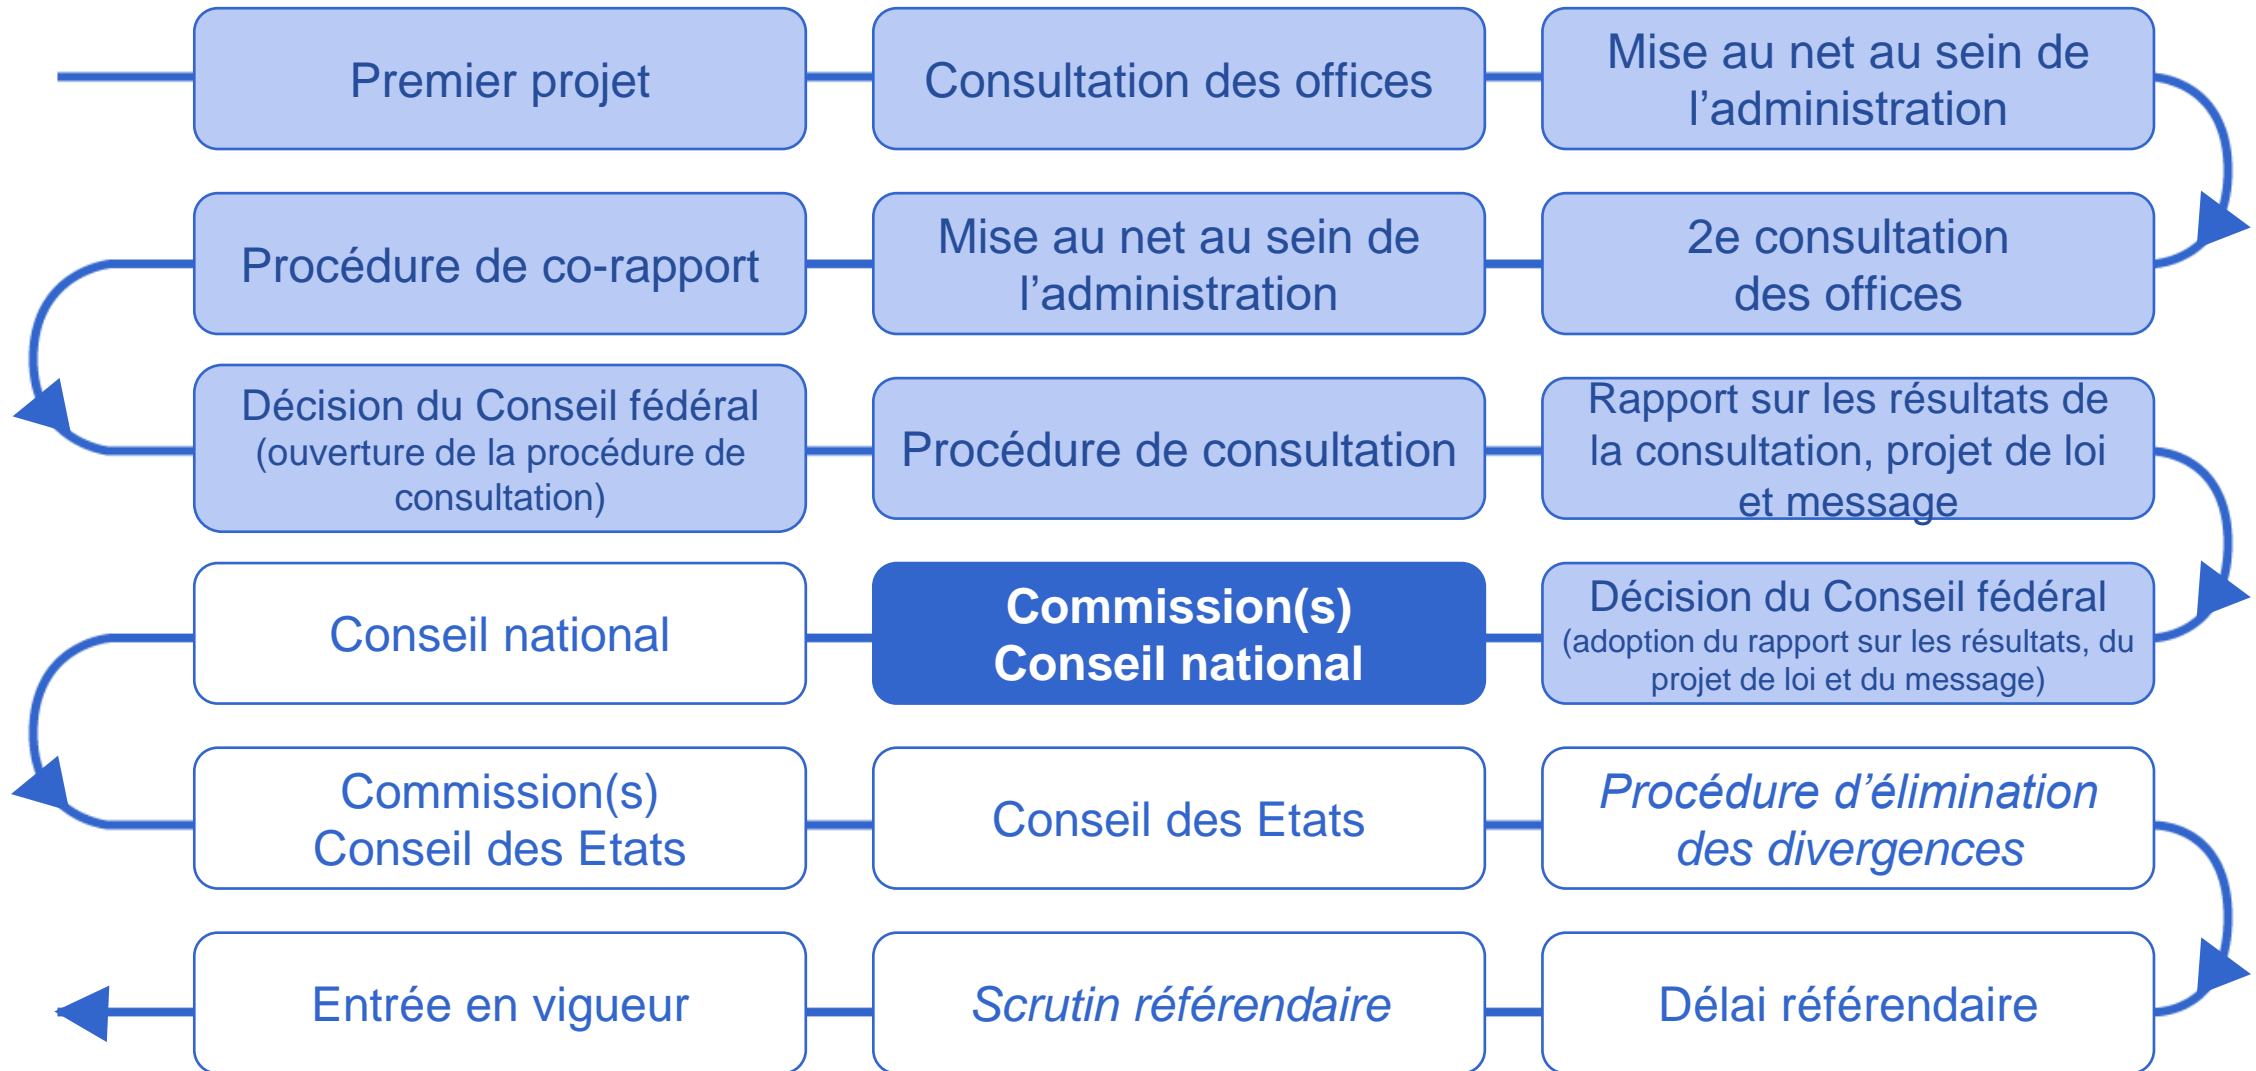 Premier projet
Consultation des offices
Mise au net au sein de
l’administration
Procédure de co-rapport
Mise au net au sein de
l’administration
2e consultation
des offices
Décision du Conseil fédéral
(ouverture de la procédure de
consultation)
Procédure de consultation
Rapport sur les résultats de
la consultation, projet de loi
et message
Conseil national
Commission(s)
Conseil national
Décision du Conseil fédéral
(adoption du rapport sur les résultats, du
projet de loi et du message)
Commission(s)
Conseil des Etats
Conseil des Etats
Procédure d’élimination
des divergences
Entrée en vigueur
Scrutin référendaire
Délai référendaire